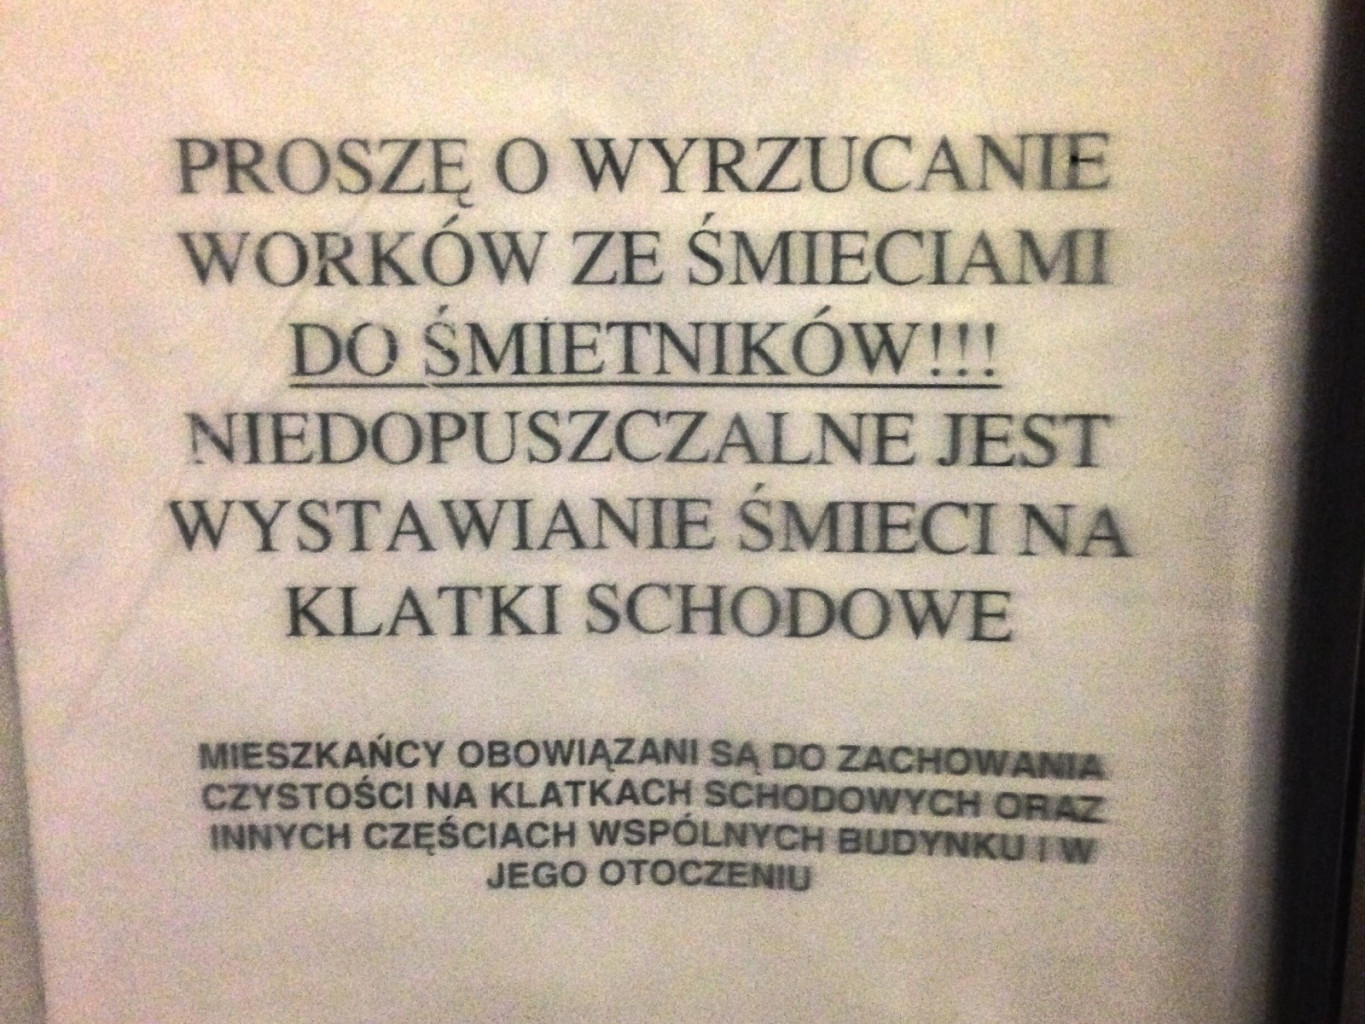 PROSZĘ O WYRZUCANIE
WORKÓW ZE ŚMIECIAMI
DO ŚMIETNIKÓW!!!
NIEDOPUSZCZALNE JEST
WYSTAWIANIE ŚMIECI NA
KLATKI SCHODOWE
MIESZKAŃCY OBOWIĄZANI SĄ DO ZACHOWANIA
CZYSTOŚCI NA KLATKACH SCHODOWYCH ORAZ
INNYCH CZĘŚCIACH WSPÓLNYCH BUDYNKU I W
JEGO OTOCZENIU